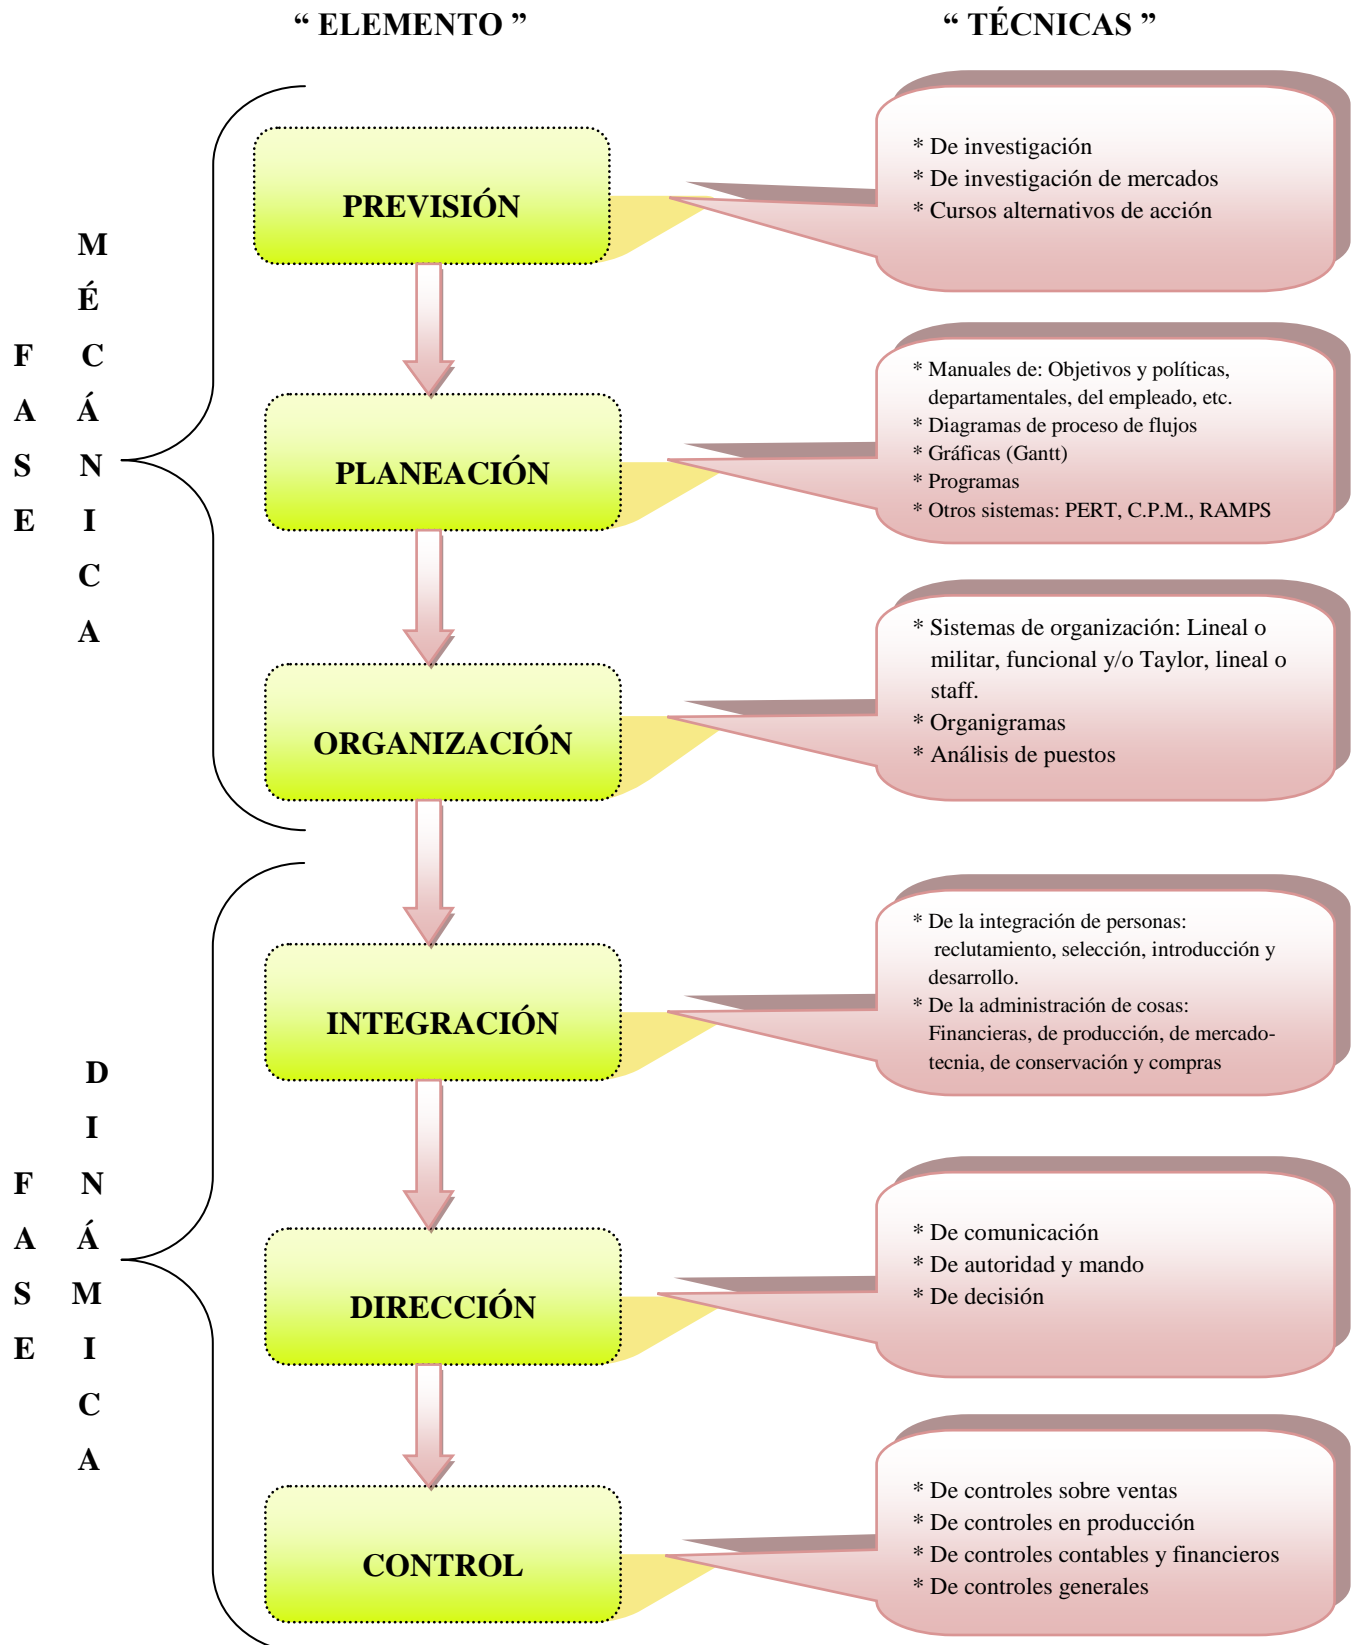 “ ELEMENTO ”
“ TÉCNICAS ”
FASE
MÉCÁNICA
PREVISIÓN
* De investigación
* De investigación de mercados
* Cursos alternativos de acción
PLANEACIÓN
* Manuales de: Objetivos y políticas,
departamentales, del empleado, etc.
* Diagramas de proceso de flujos
* Gráficas (Gantt)
* Programas
* Otros sistemas: PERT, C.P.M., RAMPS
ORGANIZACIÓN
* Sistemas de organización: Lineal o
militar, funcional y/o Taylor, lineal o
staff.
* Organigramas
* Análisis de puestos
FASE
DINÁMICA
INTEGRACIÓN
* De la integración de personas:
reclutamiento, selección, introducción y
desarrollo.
* De la administración de cosas:
Financieras, de producción, de mercado-
tecnia, de conservación y compras
DIRECCIÓN
* De comunicación
* De autoridad y mando
* De decisión
CONTROL
* De controles sobre ventas
* De controles en producción
* De controles contables y financieros
* De controles generales